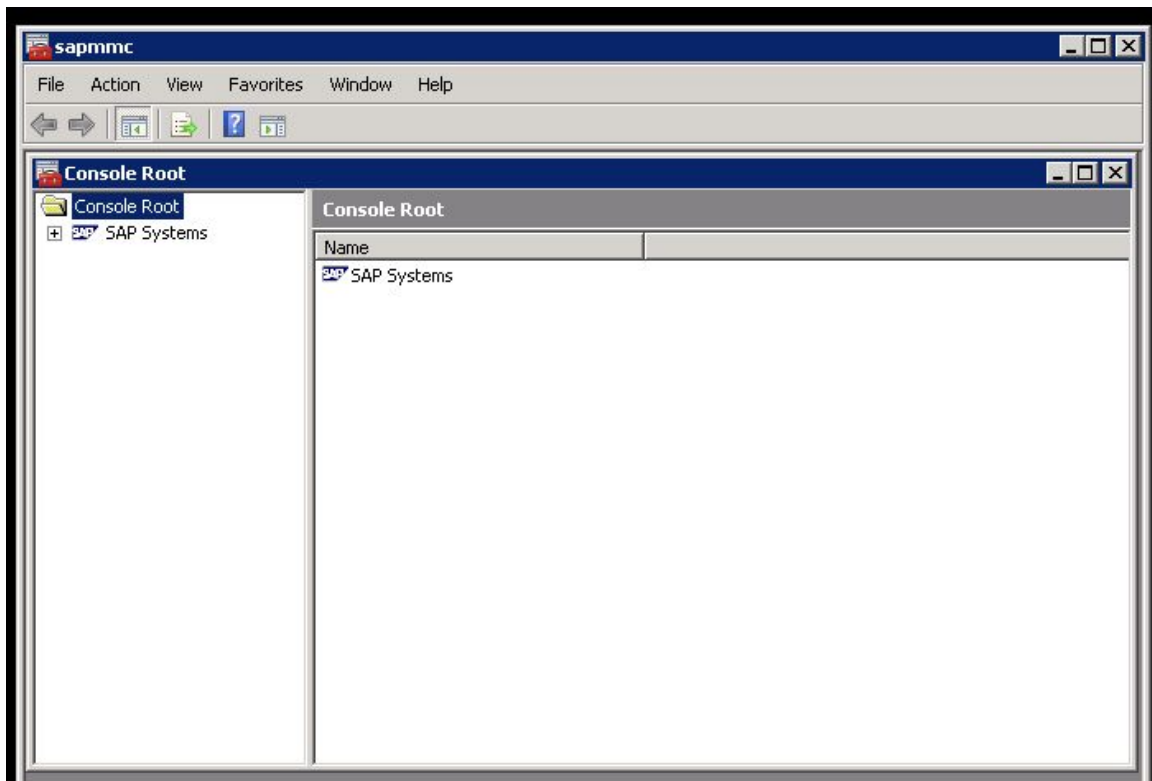 sapmmc
File Action View Favorites Window Help
Console Root
Console Root
SAP Systems
Console Root
Name
SAP Systems